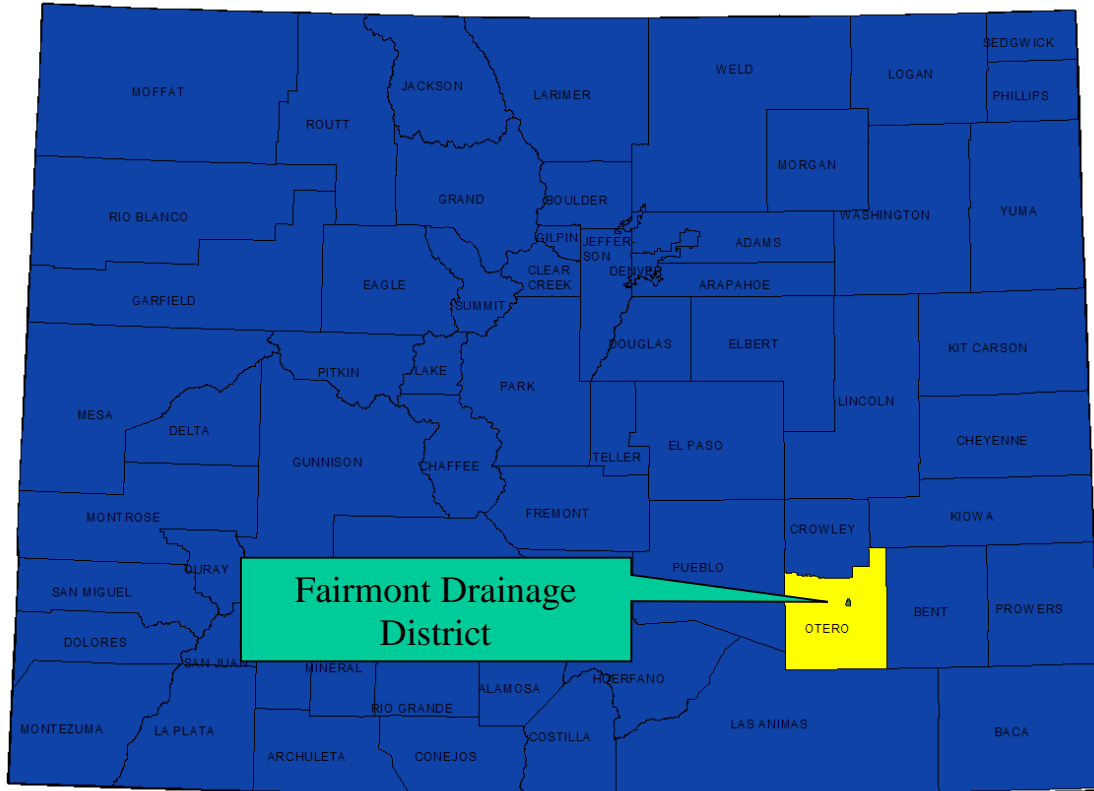 SEDGWICK
WELD
LOGAN
JACKSON
MOFFAT
LARIMER
PHILLIPS
ROUTT
MORGAN
GRAND
BOULDER
RIO BLANCO
WASHINGTON
YUMA
GILPIN
JEFFER-
SON
ADAMS
CLEAR
CREEK
DENVER
EAGLE
ARAPAHOE
GARFIELD
SUMMIT
DOUGLAS
ELBERT
KIT CARSON
PITKIN
LAKE
PARK
LINCOLN
MESA
DELTA
EL PASO
CHEYENNE
GUNNISON
CHAFFEE
TELLER
FREMONT
MONTROSE
CROWLEY
KIOWA
OURAY
PUEBLO
Fairmont Drainage
District
SAN MIGUEL
BENT
PROWERS
OTERO
DOLORES
SAN JUAN
MINERAL
HUERFANO
ALAMOSA
RIO GRANDE
LAS ANIMAS
MONTEZUMA
LA PLATA
COSTILLA
BACA
ARCHULETA
CONEJOS